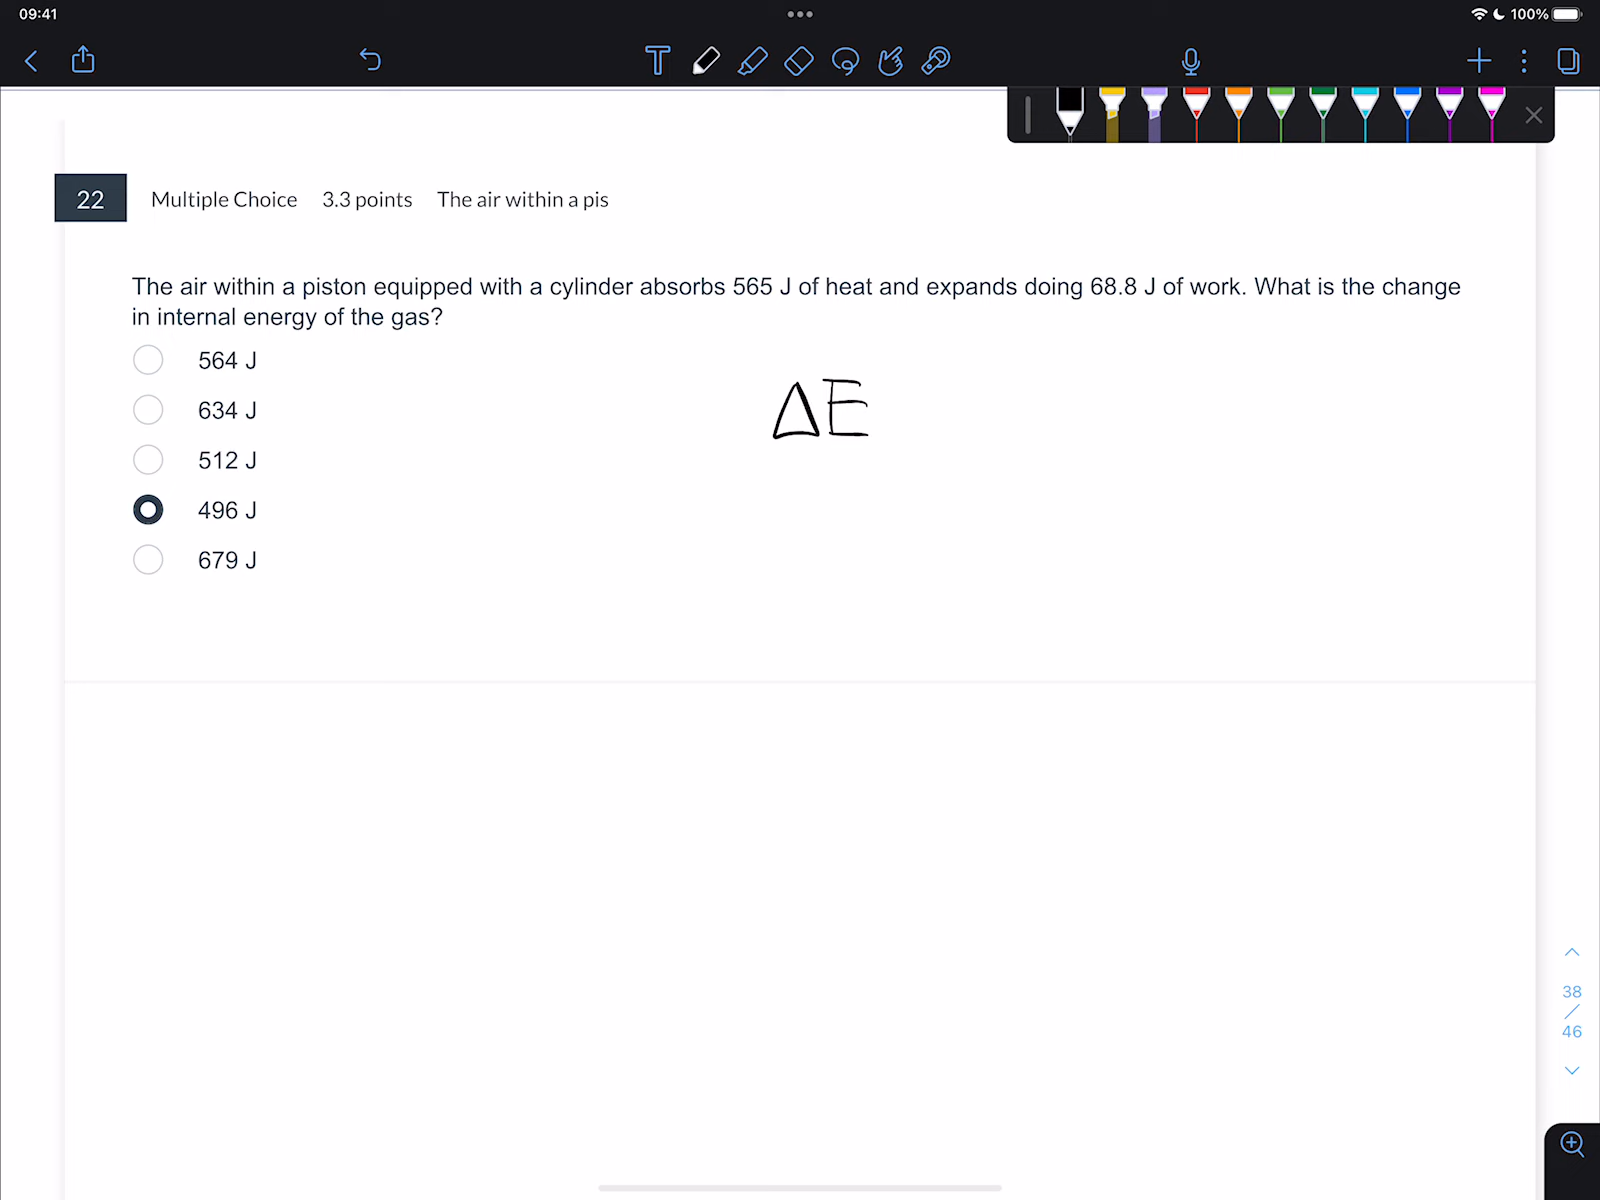 09:41
100%
22 Multiple Choice 3.3 points The air within a pis
The air within a piston equipped with a cylinder absorbs 565 J of heat and expands doing 68.8 J of work. What is the change
in internal energy of the gas?
564 J
634 J
ΔE
512 J
496 J
679 J
38
/
46